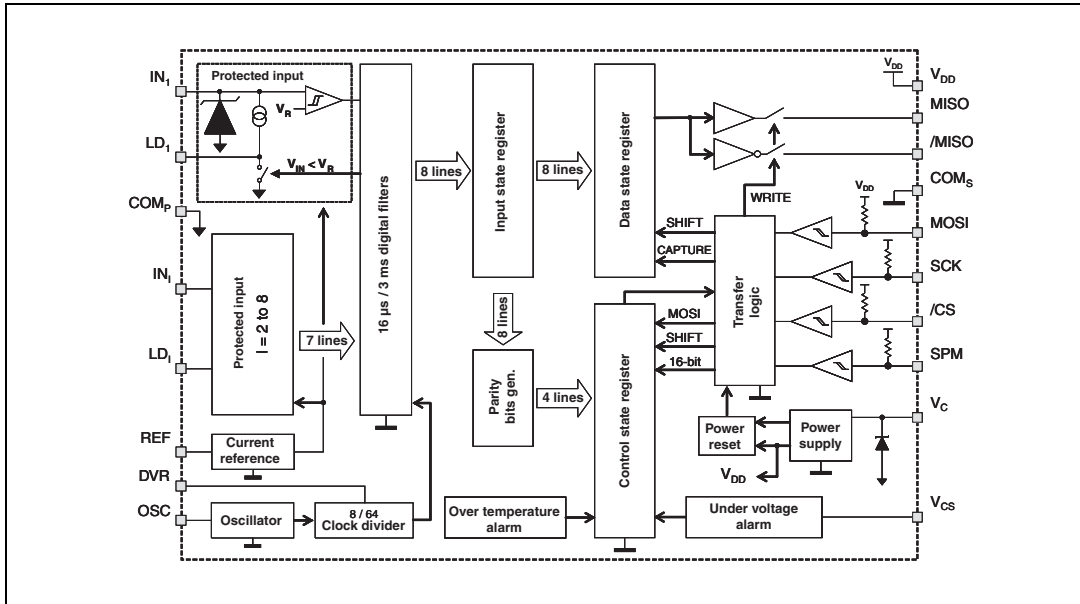 Protected input
IN1
VR
LD1
VIN < VR
COMP
INI
LDI
Protected input
I = 2 to 8
7 lines
16 µs / 3 ms digital filters
8 lines
Input state register
8 lines
Data state register
8 lines
Parity
bits gen.
4 lines
Control state register
SHIFT
CAPTURE
MOSI
SHIFT
16-bit
WRITE
Transfer
logic
VDD
VDD
MISO
/MISO
COMS
VDD
MOSI
SCK
/CS
SPM
VC
Power
reset
Power
supply
VDD
REF
Current
reference
DVR
OSC
Oscillator
8 / 64
Clock divider
Over temperature
alarm
Under voltage
alarm
VCS